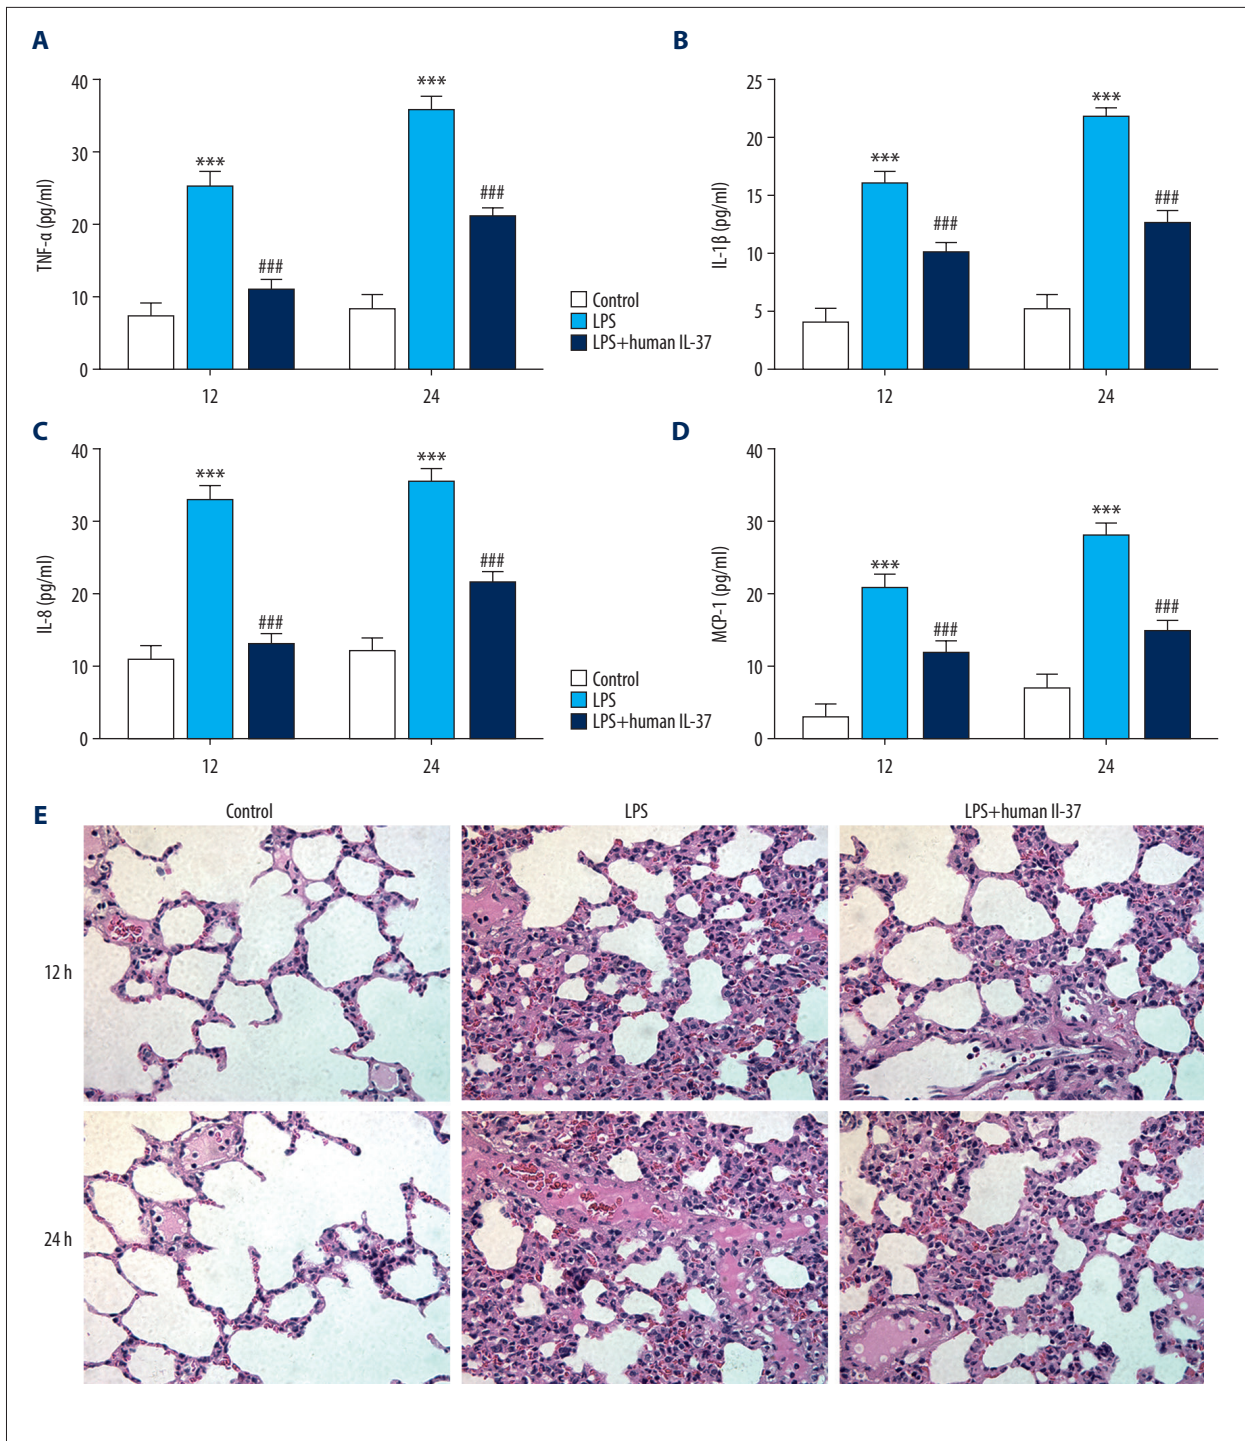 A
TNF-α (pg/ml)
40
30
20
10
0
***
###
***
###
12
24
Control
LPS
LPS+human IL-37
B
IL-1β (pg/ml)
25
20
15
10
5
0
***
###
***
###
12
24
C
IL-8 (pg/ml)
40
30
20
10
0
***
###
***
###
12
24
Control
LPS
LPS+human IL-37
D
MCP-1 (pg/ml)
40
30
20
10
0
***
###
***
###
12
24
E
Control
LPS
LPS+human Il-37
12 h
24 h